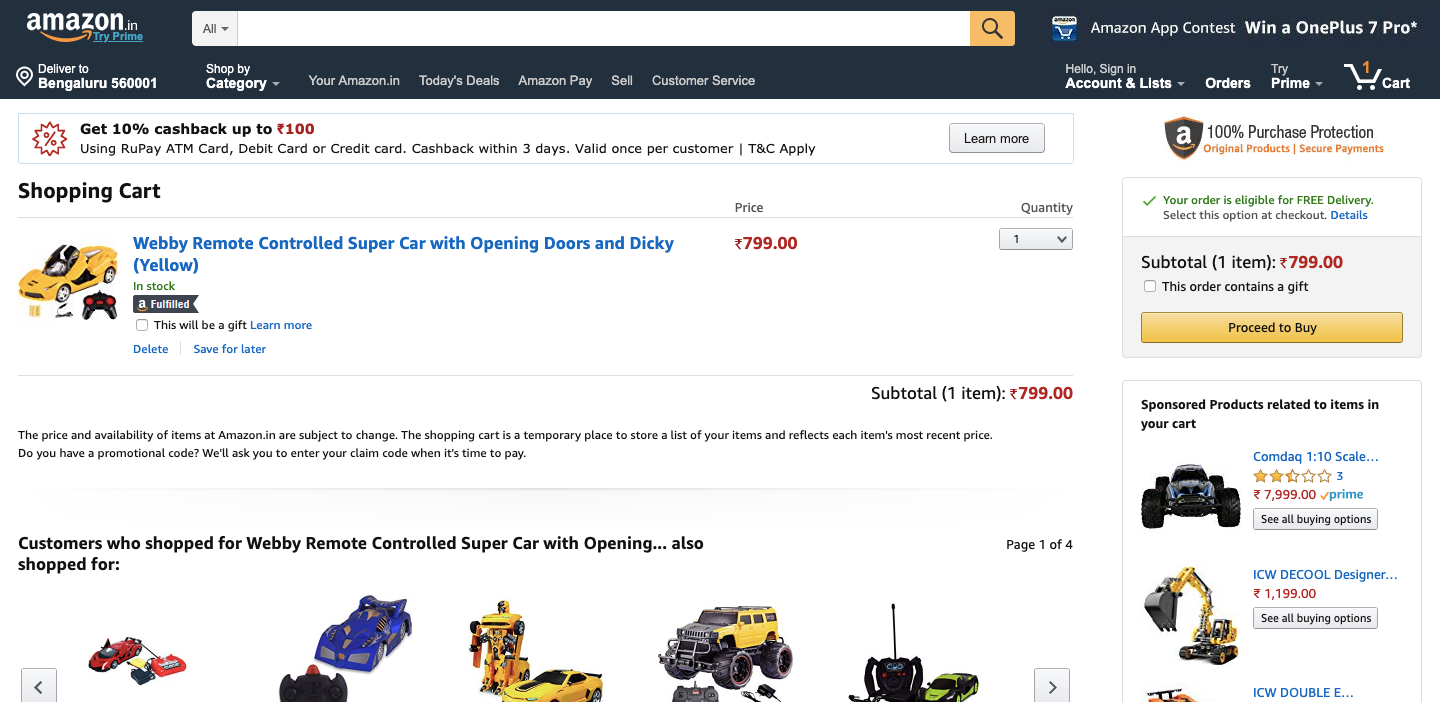 amazon.in
Try Prime
All
amazon
Amazon App Contest Win a OnePlus 7 Pro*
Deliver to
Bengaluru 560001
Shop by
Category
Your Amazon.in
Today's Deals
Amazon Pay
Sell
Customer Service
Hello, Sign in
Account & Lists
Orders
Try
Prime
1
Cart
Get 10% cashback up to ₹100
Using RuPay ATM Card, Debit Card or Credit card. Cashback within 3 days. Valid once per customer | T&C Apply
Learn more
Shopping Cart
Price
Quantity
Webby Remote Controlled Super Car with Opening Doors and Dicky
(Yellow)
₹799.00
1
In stock
a Fulfilled
This will be a gift Learn more
Delete
Save for later
Subtotal (1 item): ₹799.00
The price and availability of items at Amazon.in are subject to change. The shopping cart is a temporary place to store a list of your items and reflects each item's most recent price.
Do you have a promotional code? We'll ask you to enter your claim code when it's time to pay.
Customers who shopped for Webby Remote Controlled Super Car with Opening... also
shopped for:
Page 1 of 4
a
100% Purchase Protection
Original Products | Secure Payments
Your order is eligible for FREE Delivery.
Select this option at checkout. Details
Subtotal (1 item): ₹799.00
This order contains a gift
Proceed to Buy
Sponsored Products related to items in
your cart
Comdaq 1:10 Scale...
3
₹ 7,999.00 prime
See all buying options
ICW DECOOL Designer...
₹ 1,199.00
See all buying options
ICW DOUBLE E...